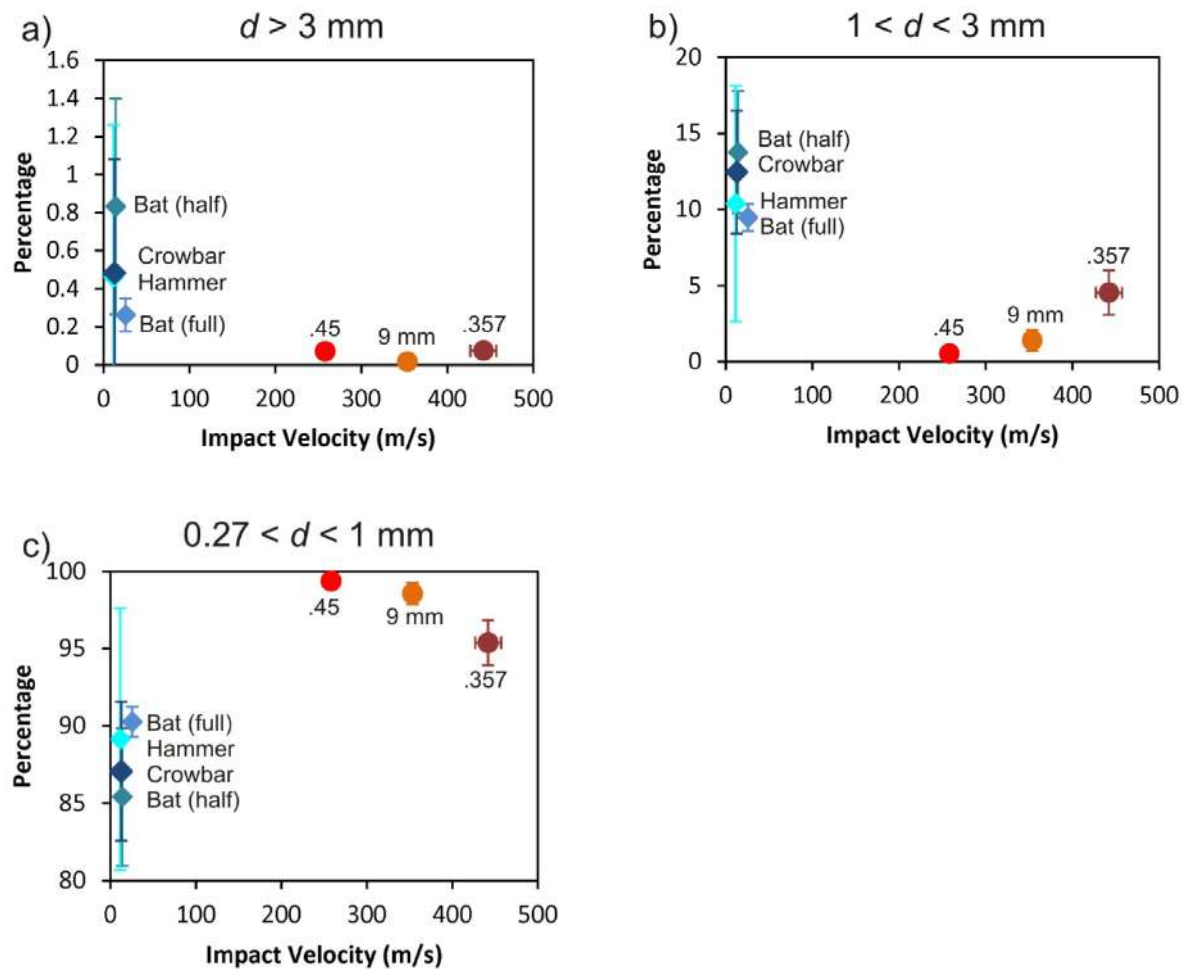 a)
d > 3 mm
1.6
1.4
1.2
1
0.8
0.6
0.4
0.2
0
Percentage
Bat (half)
Crowbar
Hammer
Bat (full)
.45
9 mm
.357
0 100 200 300 400 500
Impact Velocity (m/s)
b)
1 < d < 3 mm
20
15
10
5
0
Percentage
Bat (half)
Crowbar
Hammer
Bat (full)
.45
9 mm
.357
0 100 200 300 400 500
Impact Velocity (m/s)
c)
0.27 < d < 1 mm
100
95
90
85
80
Percentage
.45
9 mm
.357
Bat (full)
Hammer
Crowbar
Bat (half)
0 100 200 300 400 500
Impact Velocity (m/s)